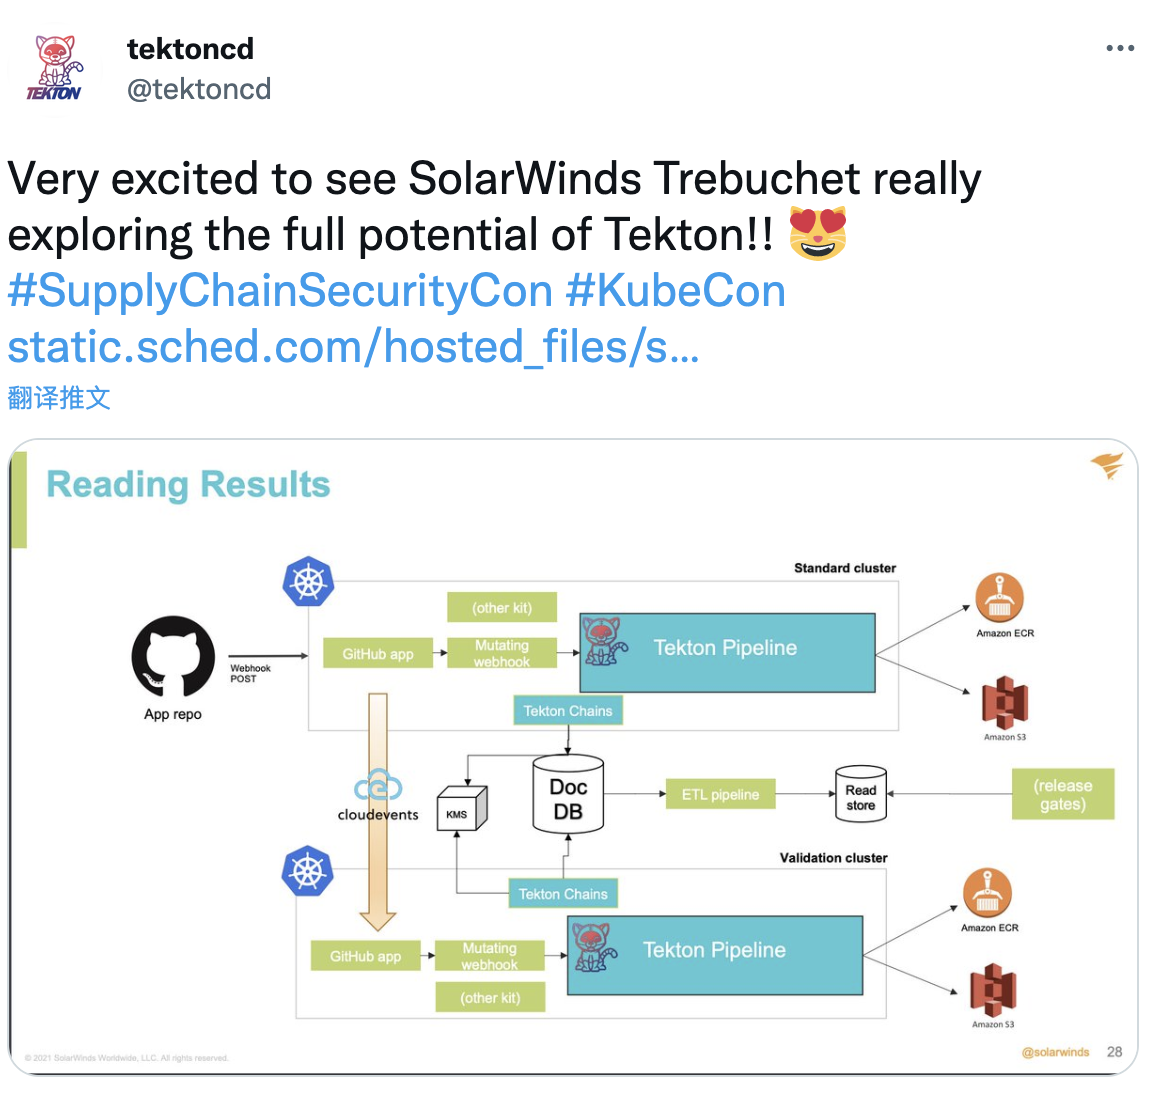 tektoncd
TEKTON
@tektoncd
Very excited to see SolarWinds Trebuchet really
exploring the full potential of Tekton!! 😻
#SupplyChainSecurityCon #KubeCon
static.sched.com/hosted_files/s…
翻译推文
Reading Results
Standard cluster
(other kit)
Amazon ECR
GitHub app
Mutating
webhook
Tekton Pipeline
Webhook
POST
App repo
Tekton Chains
Amazon S3
cloudevents
KMS
Doc
DB
ETL pipeline
Read
store
(release
gates)
Validation cluster
Tekton Chains
Amazon ECR
GitHub app
Mutating
webhook
Tekton Pipeline
(other kit)
Amazon S3
© 2021 SolarWinds Worldwide, LLC. All rights reserved.
@solarwinds 28